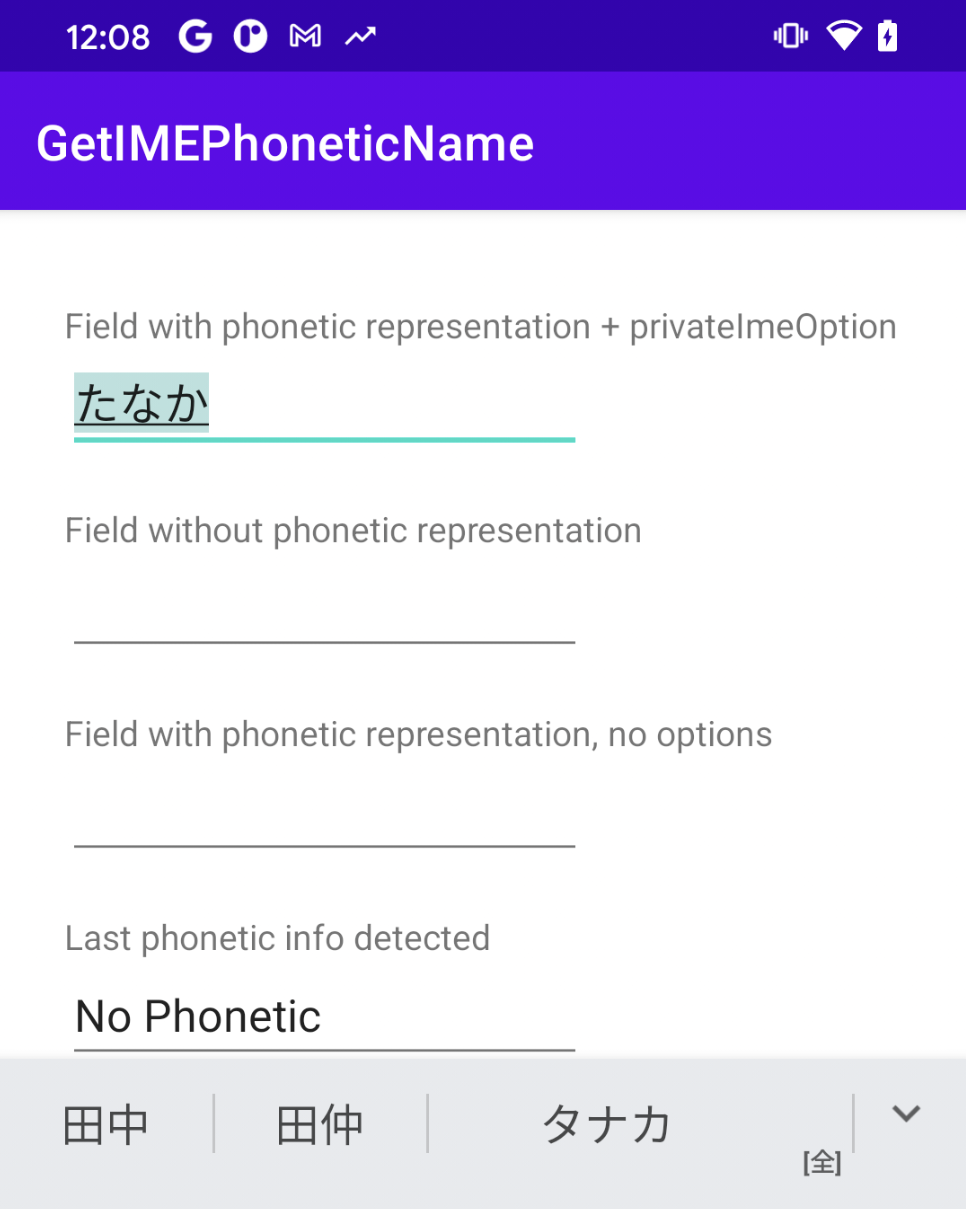 12:08
GetIMEPhoneticName
Field with phonetic representation + privateImeOption
たなか
Field without phonetic representation
Field with phonetic representation, no options
Last phonetic info detected
No Phonetic
田中 田仲 タナカ
[全]